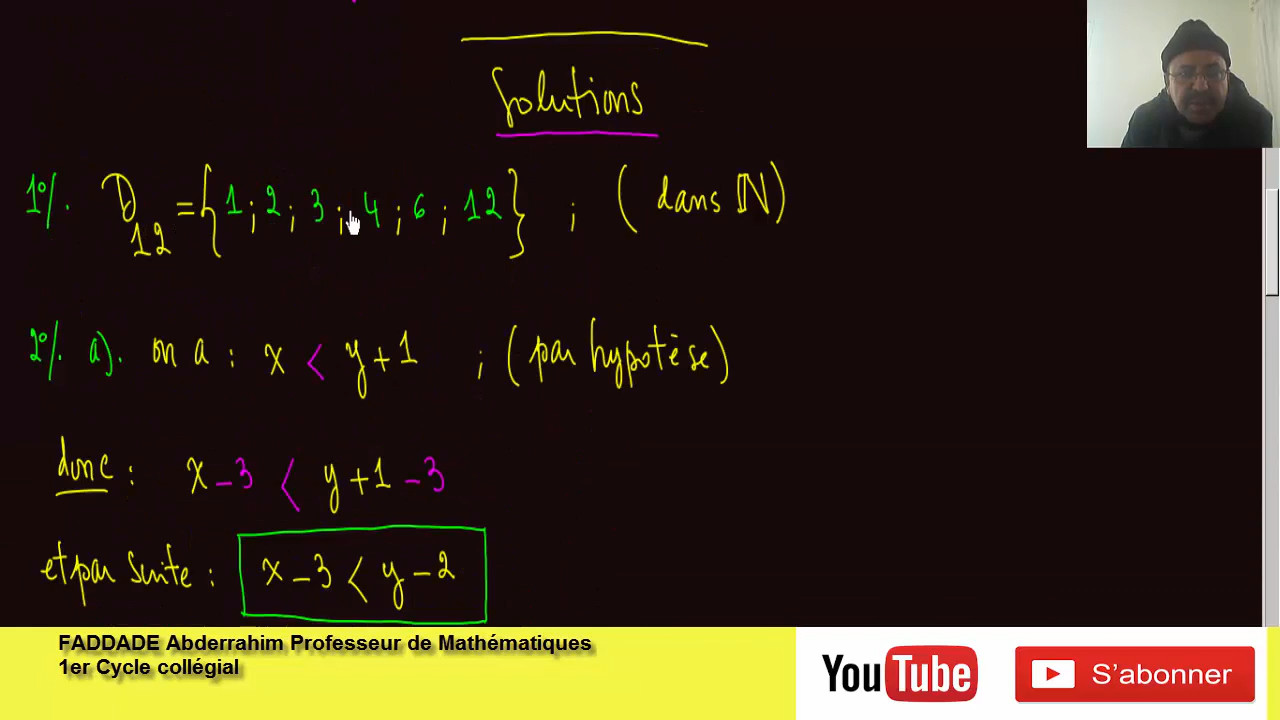 Solutions
1°/. D12 = {1 ; 2 ; 3 ; 4 ; 6 ; 12} ; (dans ℕ)
2°/. a). on a : x < y + 1 ; (par hypotèse)
donc : x - 3 < y + 1 - 3
et par suite : x - 3 < y - 2
FADDADE Abderrahim Professeur de Mathématiques
1er Cycle collégial
YouTube
S'abonner